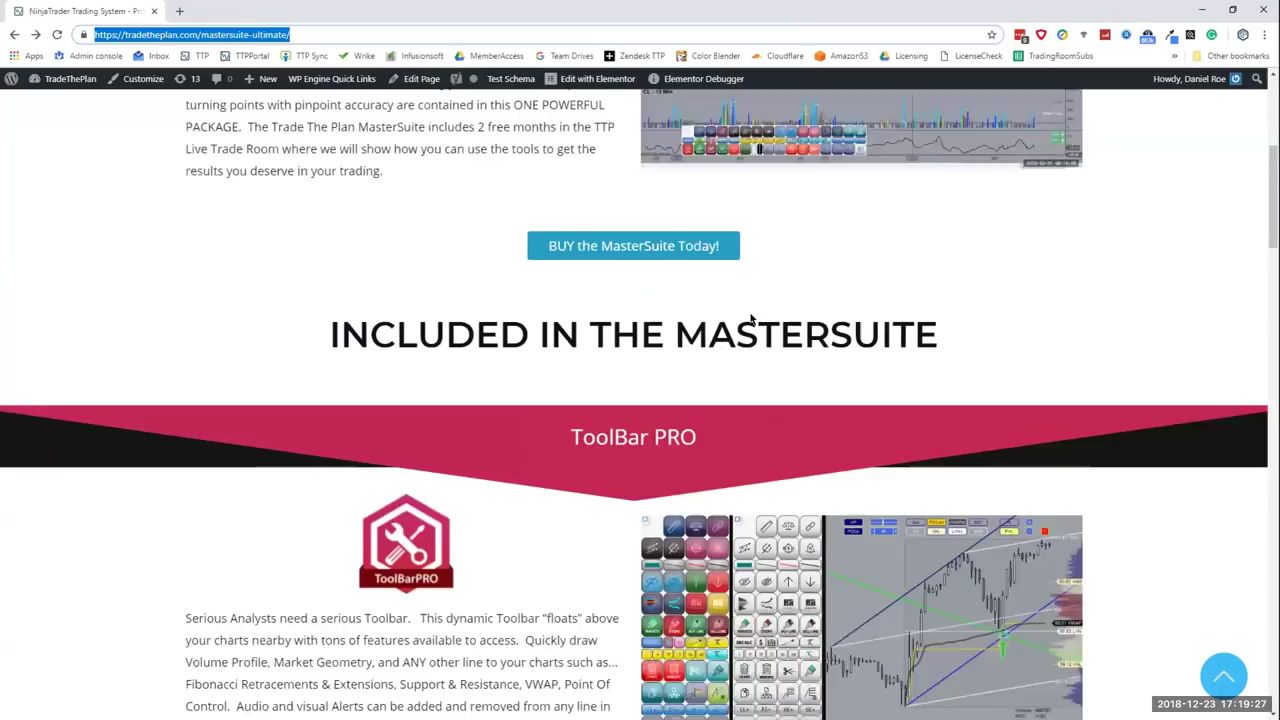 NinjaTrader Trading System - Pro
https://tradetheplan.com/mastersuite-ultimate/
Apps Admin console Inbox TTP TTPPortal TTP Sync Wrike Infusionsoft MemberAccess Team Drives Zendesk TTP Color Blender Cloudflare AmazonS3 Licensing LicenseCheck TradingRoomSubs Other bookmarks
TradeThePlan Customize 13 0 New WP Engine Quick Links Edit Page Test Schema Edit with Elementor Elementor Debugger Howdy, Daniel Roe
turning points with pinpoint accuracy are contained in this ONE POWERFUL
PACKAGE. The Trade The Plan MasterSuite includes 2 free months in the TTP
Live Trade Room where we will show how you can use the tools to get the
results you deserve in your trading.
BUY the MasterSuite Today!
INCLUDED IN THE MASTERSUITE
ToolBar PRO
ToolBarPRO
Serious Analysts need a serious Toolbar. This dynamic Toolbar "floats" above
your charts nearby with tons of features available to access. Quickly draw
Volume Profile, Market Geometry, and ANY other line to your charts such as...
Fibonacci Retracements & Extensions, Support & Resistance, VWAP, Point Of
Control. Audio and visual Alerts can be added and removed from any line in
2018-12-23 17:19:27